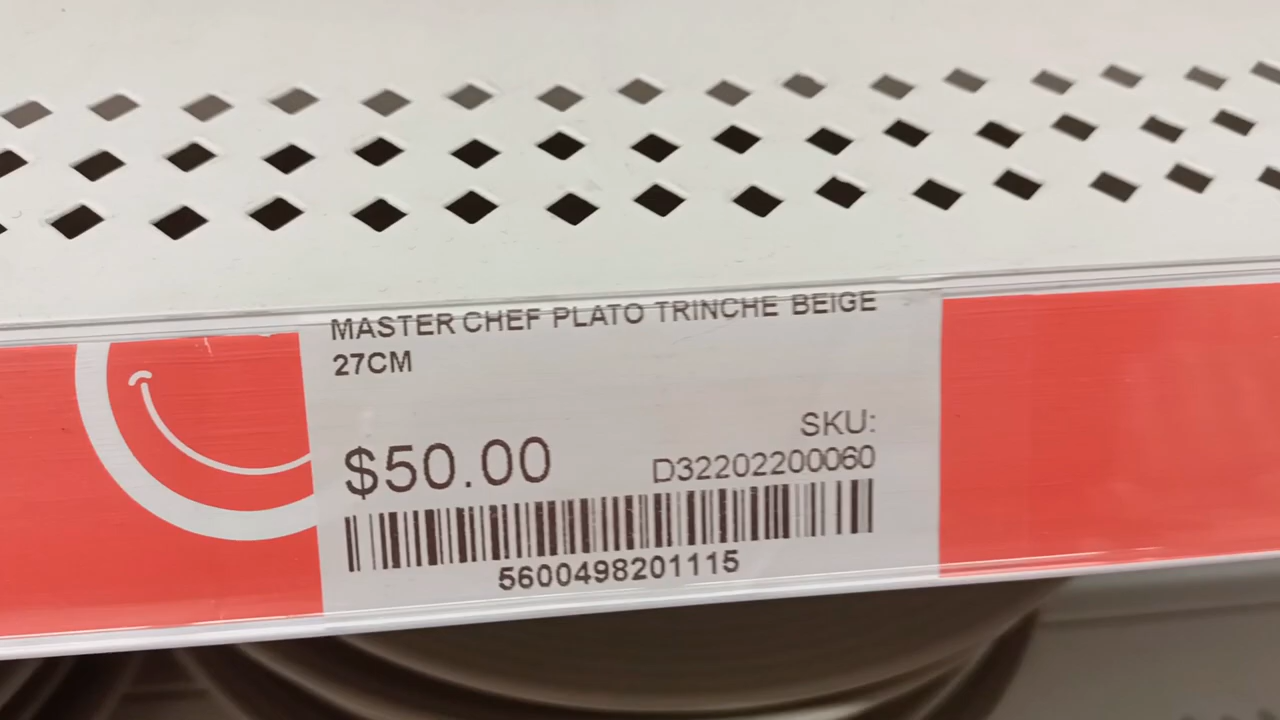 MASTER CHEF PLATO TRINCHE BEIGE
27CM
SKU:
$50.00 D32202200060
5600498201115